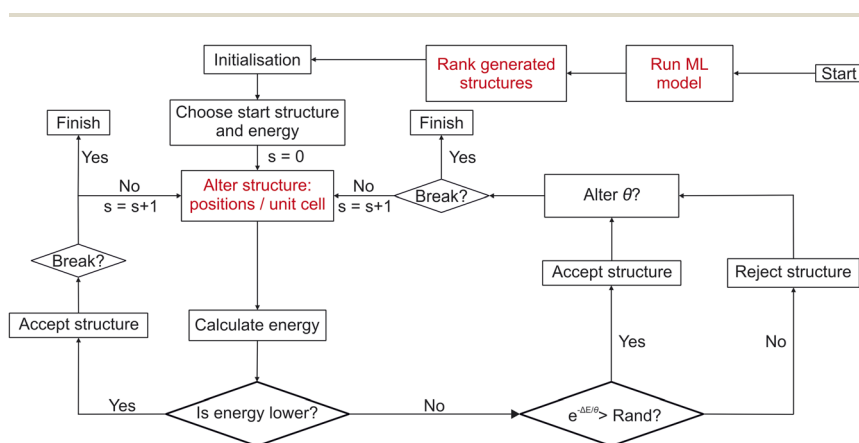 Start
Run ML
model
Rank generated
structures
Initialisation
Choose start structure
and energy
s = 0
Alter structure:
positions / unit cell
Calculate energy
Is energy lower?
Yes
Accept structure
Break?
Yes
Finish
No
s = s+1
No
e^-ΔE/θ > Rand?
Yes
Accept structure
No
Reject structure
Alter θ?
Break?
Yes
Finish
No
s = s+1